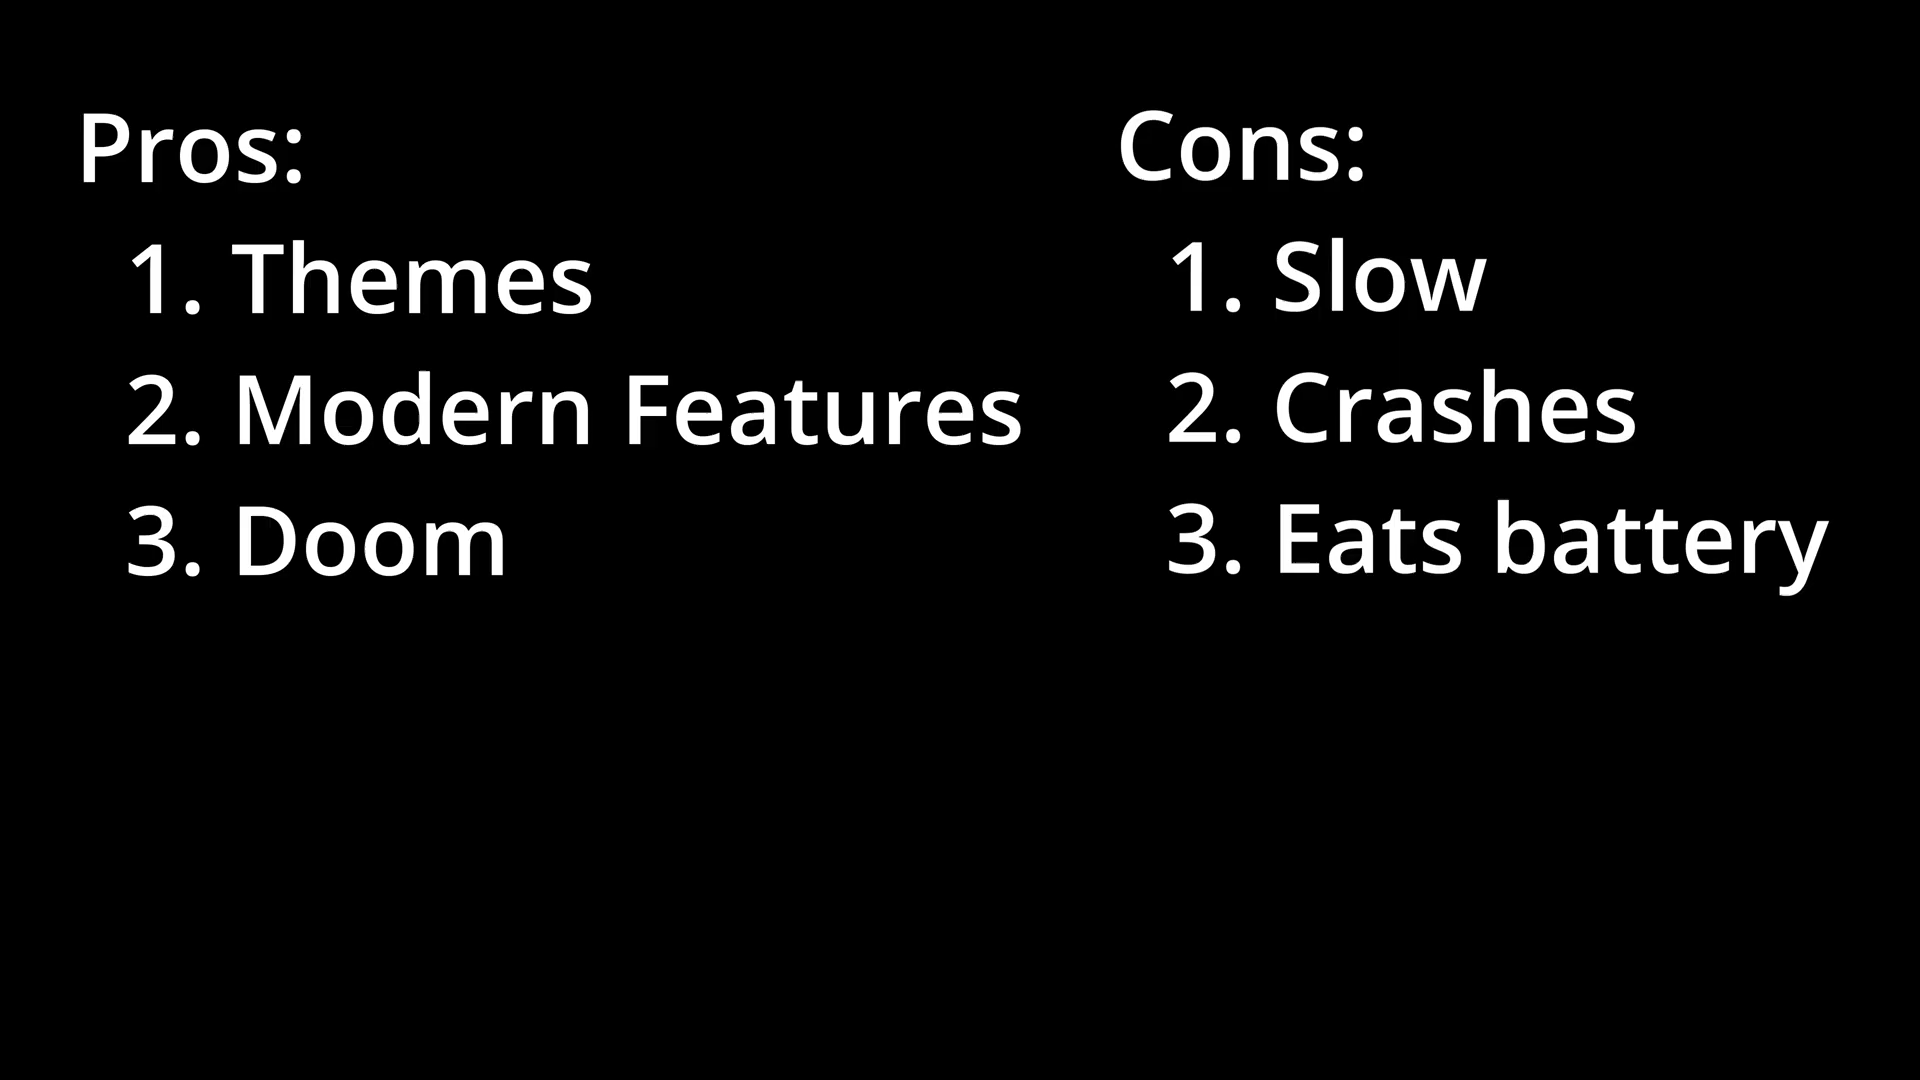 Pros:
1. Themes
2. Modern Features
3. Doom
Cons:
1. Slow
2. Crashes
3. Eats battery